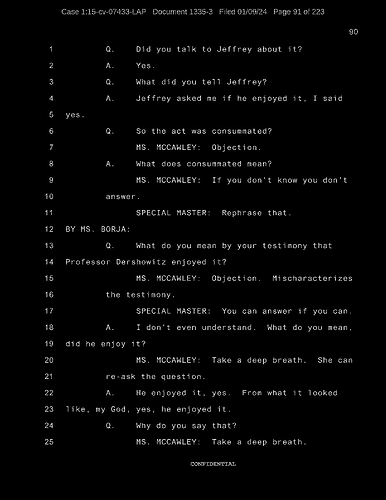 Case 1:15-cv-07433-LAP Document 1335-3 Filed 01/09/24 Page 91 of 223
90
1 Q. Did you talk to Jeffrey about it?
2 A. Yes.
3 Q. What did you tell Jeffrey?
4 A. Jeffrey asked me if he enjoyed it, I said
5 yes.
6 Q. So the act was consummated?
7 MS. MCCAWLEY: Objection.
8 A. What does consummated mean?
9 MS. MCCAWLEY: If you don't know you don't
10 answer.
11 SPECIAL MASTER: Rephrase that.
12 BY MS. BORJA:
13 Q. What do you mean by your testimony that
14 Professor Dershowitz enjoyed it?
15 MS. MCCAWLEY: Objection. Mischaracterizes
16 the testimony.
17 SPECIAL MASTER: You can answer if you can.
18 A. I don't even understand. What do you mean,
19 did he enjoy it?
20 MS. MCCAWLEY: Take a deep breath. She can
21 re-ask the question.
22 A. He enjoyed it, yes. From what it looked
23 like, my God, yes, he enjoyed it.
24 Q. Why do you say that?
25 MS. MCCAWLEY: Take a deep breath.
CONFIDENTIAL